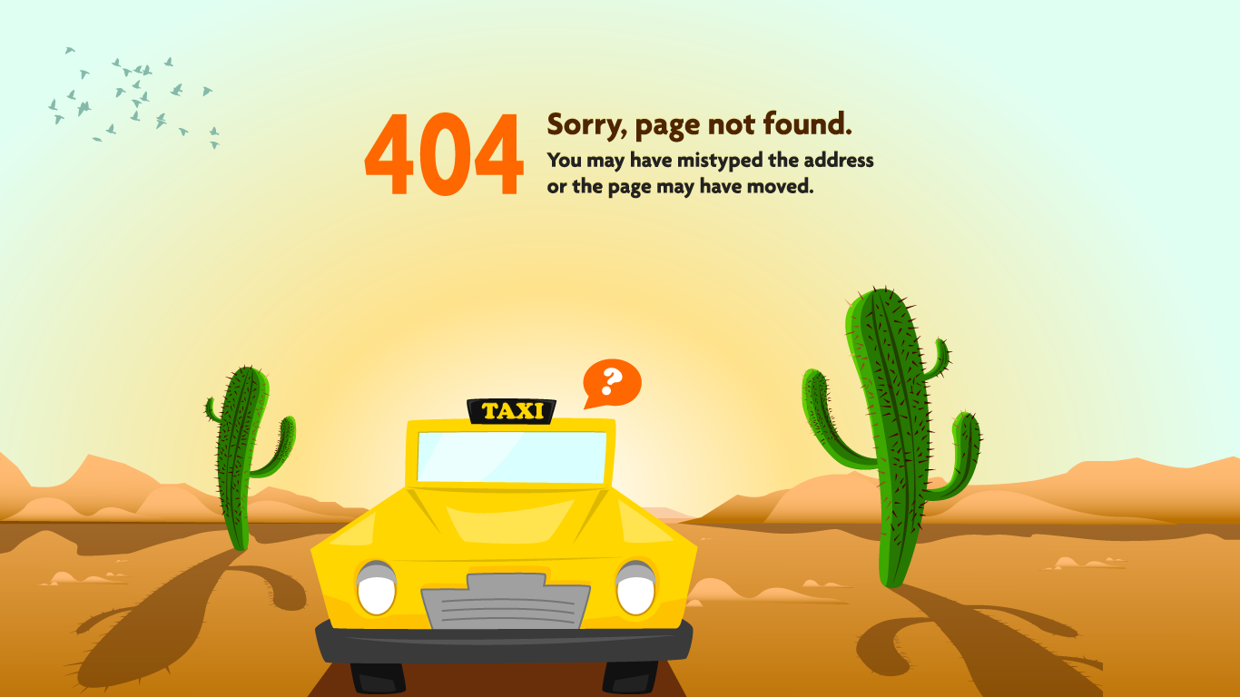 404
Sorry, page not found.
You may have mistyped the address
or the page may have moved.
?
TAXI